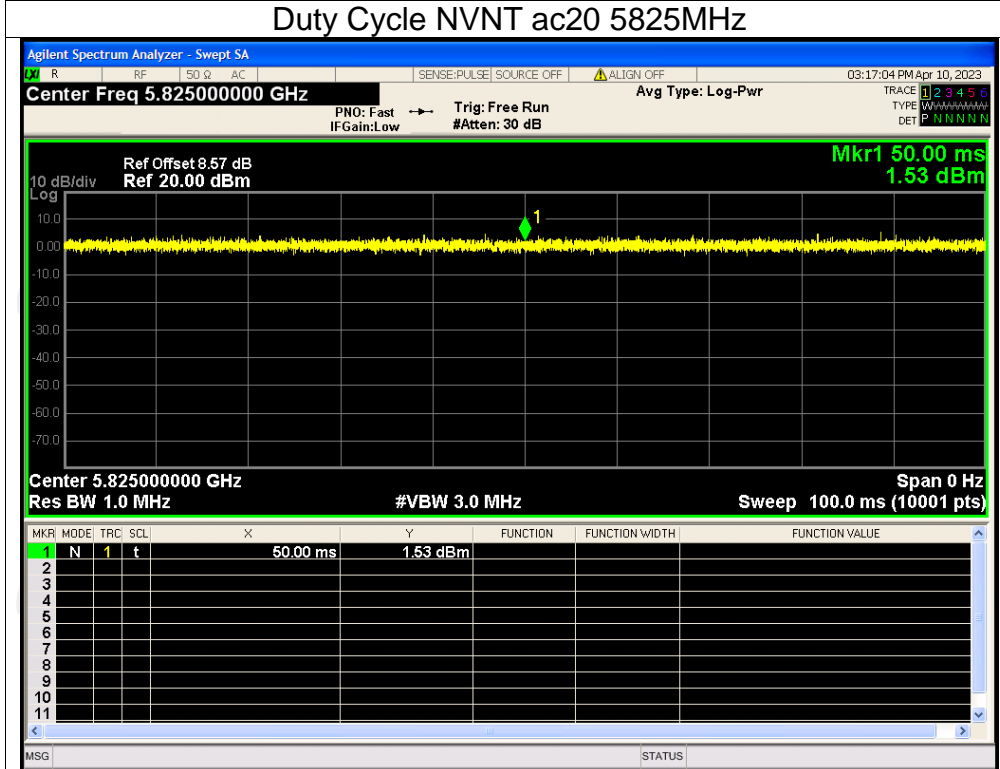 Duty Cycle NVNT ac20 5825MHz
Agilent Spectrum Analyzer - Swept SA
LXI R RF 50 Ω AC SENSE:PULSE SOURCE OFF ALIGN OFF 03:17:04 PM Apr 10, 2023
Center Freq 5.825000000 GHz Avg Type: Log-Pwr TRACE 1 2 3 4 5 6
PNO: Fast Trig: Free Run TYPE WWWWWW
IFGain:Low #Atten: 30 dB DET P N N N N N
Mkr1 50.00 ms
1.53 dBm
Ref Offset 8.57 dB
10 dB/div Ref 20.00 dBm
Log
10.0
1
0.00
-10.0
-20.0
-30.0
-40.0
-50.0
-60.0
-70.0
Center 5.825000000 GHz Span 0 Hz
Res BW 1.0 MHz #VBW 3.0 MHz Sweep 100.0 ms (10001 pts)
MKR MODE TRC SCL X Y FUNCTION FUNCTION WIDTH FUNCTION VALUE
1 N 1 t 50.00 ms 1.53 dBm
2
3
4
5
6
7
8
9
10
11
MSG STATUS